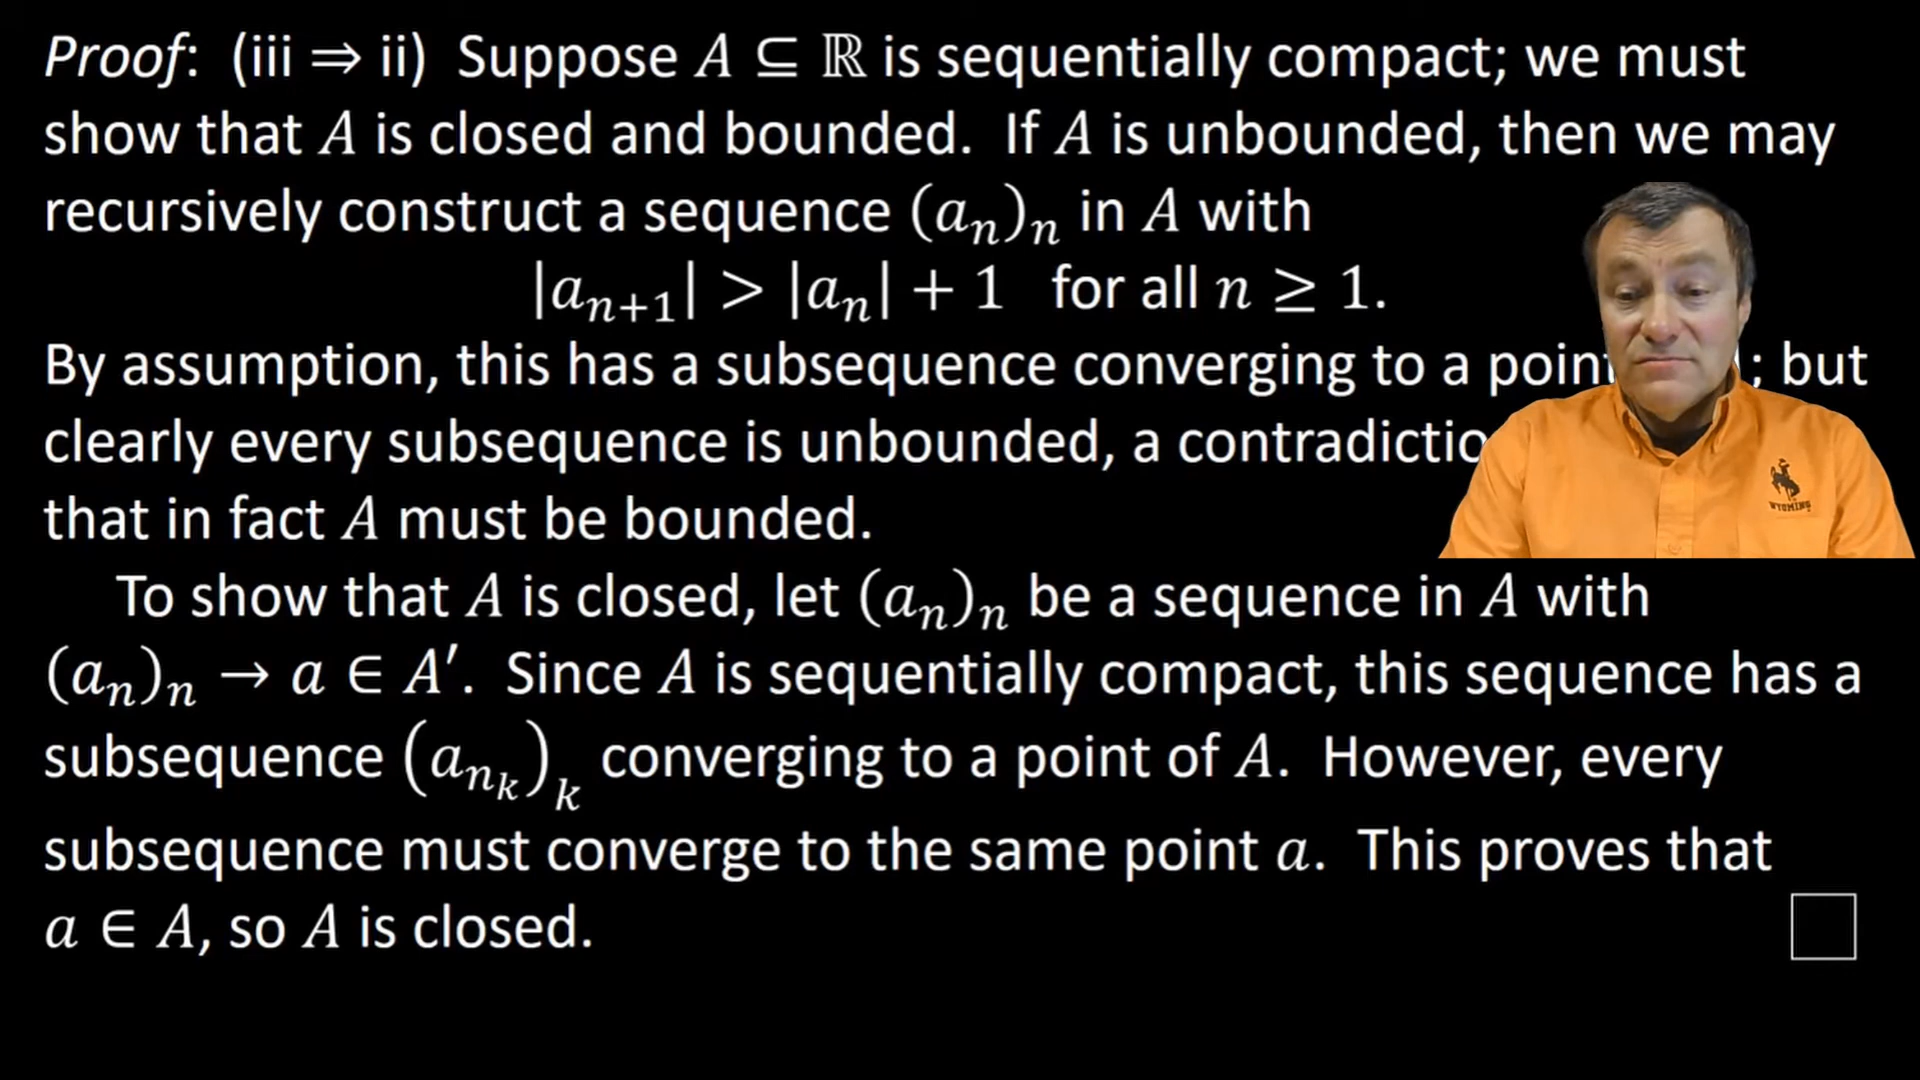 Proof: (iii ⇒ ii) Suppose A ⊆ ℝ is sequentially compact; we must
show that A is closed and bounded. If A is unbounded, then we may
recursively construct a sequence (aₙ)ₙ in A with
|aₙ₊₁| > |aₙ| + 1 for all n ≥ 1.
By assumption, this has a subsequence converging to a ; but
clearly every subsequence is unbounded, a
that in fact A must be bounded.
To show that A is closed, let (aₙ)ₙ be a sequence in A with
(aₙ)ₙ → a ∈ A′. Since A is sequentially compact, this sequence has a
subsequence (a_{n_k})_k converging to a point of A. However, every
subsequence must converge to the same point a. This proves that
a ∈ A, so A is closed. □
WYOMING